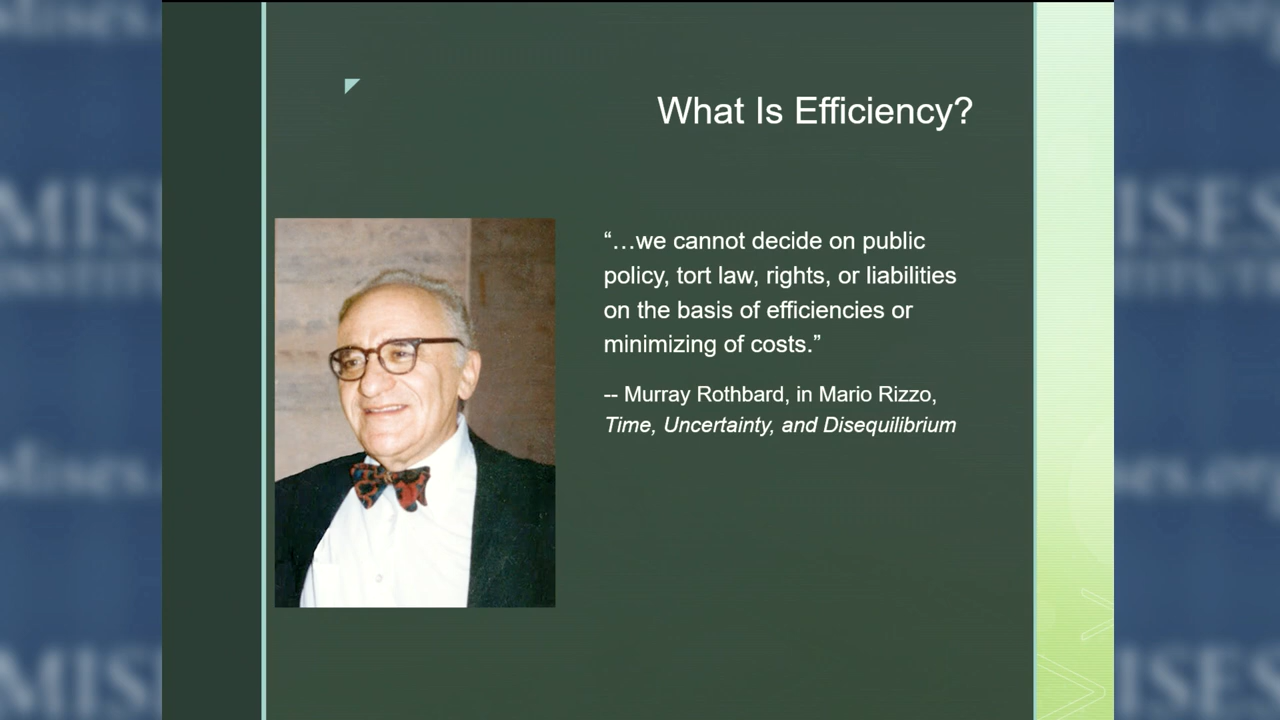 What Is Efficiency?
“…we cannot decide on public
policy, tort law, rights, or liabilities
on the basis of efficiencies or
minimizing of costs.”
-- Murray Rothbard, in Mario Rizzo,
Time, Uncertainty, and Disequilibrium